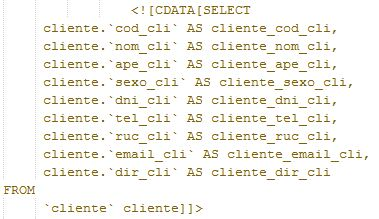 <![CDATA[SELECT
cliente.`cod_cli` AS cliente_cod_cli,
cliente.`nom_cli` AS cliente_nom_cli,
cliente.`ape_cli` AS cliente_ape_cli,
cliente.`sexo_cli` AS cliente_sexo_cli,
cliente.`dni_cli` AS cliente_dni_cli,
cliente.`tel_cli` AS cliente_tel_cli,
cliente.`ruc_cli` AS cliente_ruc_cli,
cliente.`email_cli` AS cliente_email_cli,
cliente.`dir_cli` AS cliente_dir_cli
FROM
`cliente` cliente]]>